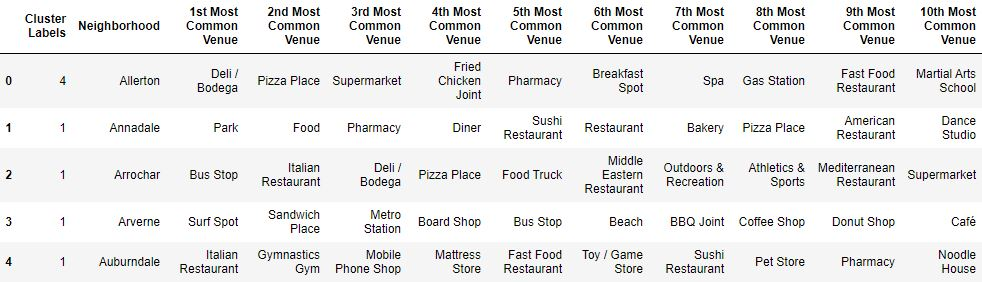 Cluster Labels Neighborhood 1st Most Common Venue 2nd Most Common Venue 3rd Most Common Venue 4th Most Common Venue 5th Most Common Venue 6th Most Common Venue 7th Most Common Venue 8th Most Common Venue 9th Most Common Venue 10th Most Common Venue
0 4 Allerton Deli / Bodega Pizza Place Supermarket Fried Chicken Joint Pharmacy Breakfast Spot Spa Gas Station Fast Food Restaurant Martial Arts School
1 1 Annadale Park Food Pharmacy Diner Sushi Restaurant Restaurant Bakery Pizza Place American Restaurant Dance Studio
2 1 Arrochar Bus Stop Italian Restaurant Deli / Bodega Pizza Place Food Truck Middle Eastern Restaurant Outdoors & Recreation Athletics & Sports Mediterranean Restaurant Supermarket
3 1 Arverne Surf Spot Sandwich Place Metro Station Board Shop Bus Stop Beach BBQ Joint Coffee Shop Donut Shop Café
4 1 Auburndale Italian Restaurant Gymnastics Gym Mobile Phone Shop Mattress Store Fast Food Restaurant Toy / Game Store Sushi Restaurant Pet Store Pharmacy Noodle House